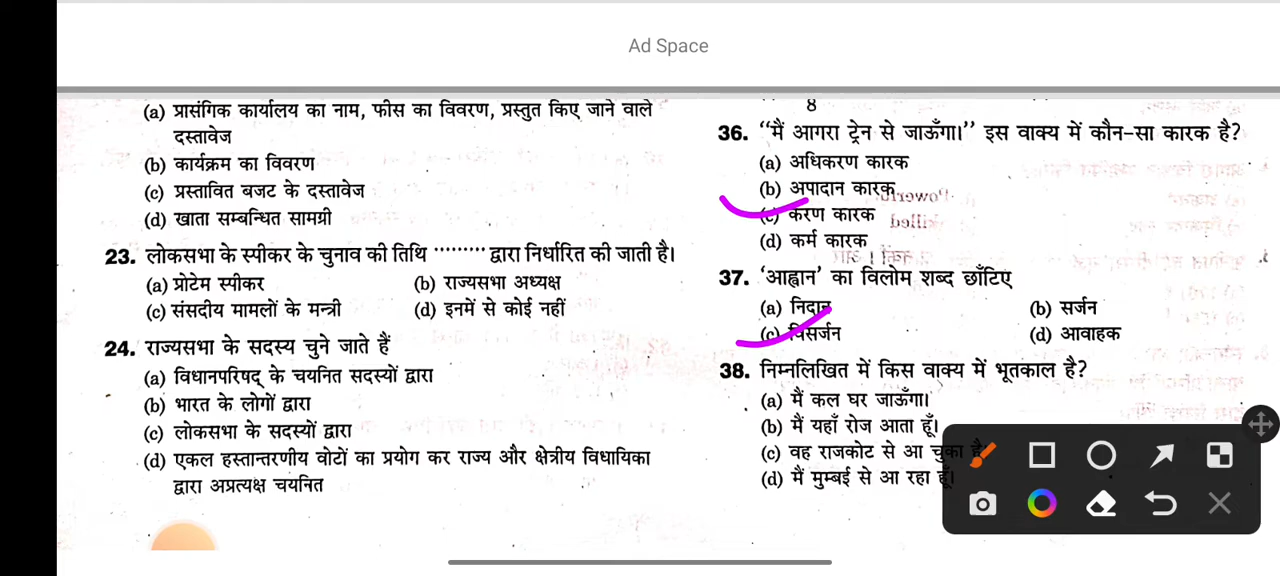 Ad Space
(a) प्रासंगिक कार्यालय का नाम, फीस का विवरण, प्रस्तुत किए जाने वाले
दस्तावेज
(b) कार्यक्रम का विवरण
(c) प्रस्तावित बजट के दस्तावेज
(d) खाता सम्बन्धित सामग्री
23. लोकसभा के स्पीकर के चुनाव की तिथि ········· द्वारा निर्धारित की जाती है।
(a) प्रोटेम स्पीकर (b) राज्यसभा अध्यक्ष
(c) संसदीय मामलों के मन्त्री (d) इनमें से कोई नहीं
24. राज्यसभा के सदस्य चुने जाते हैं
(a) विधानपरिषद् के चयनित सदस्यों द्वारा
(b) भारत के लोगों द्वारा
(c) लोकसभा के सदस्यों द्वारा
(d) एकल हस्तान्तरणीय वोटों का प्रयोग कर राज्य और क्षेत्रीय विधायिका
द्वारा अप्रत्यक्ष चयनित
8
36. “मैं आगरा ट्रेन से जाऊँगा।” इस वाक्य में कौन-सा कारक है?
(a) अधिकरण कारक
(b) अपादान कारक
(c) करण कारक
(d) कर्म कारक
37. ‘आह्वान’ का विलोम शब्द छाँटिए
(a) निदान (b) सर्जन
(c) विसर्जन (d) आवाहक
38. निम्नलिखित में किस वाक्य में भूतकाल है?
(a) मैं कल घर जाऊँगा।
(b) मैं यहाँ रोज आता हूँ।
(c) वह राजकोट से आ चुका है
(d) मैं मुम्बई से आ रहा हूँ।